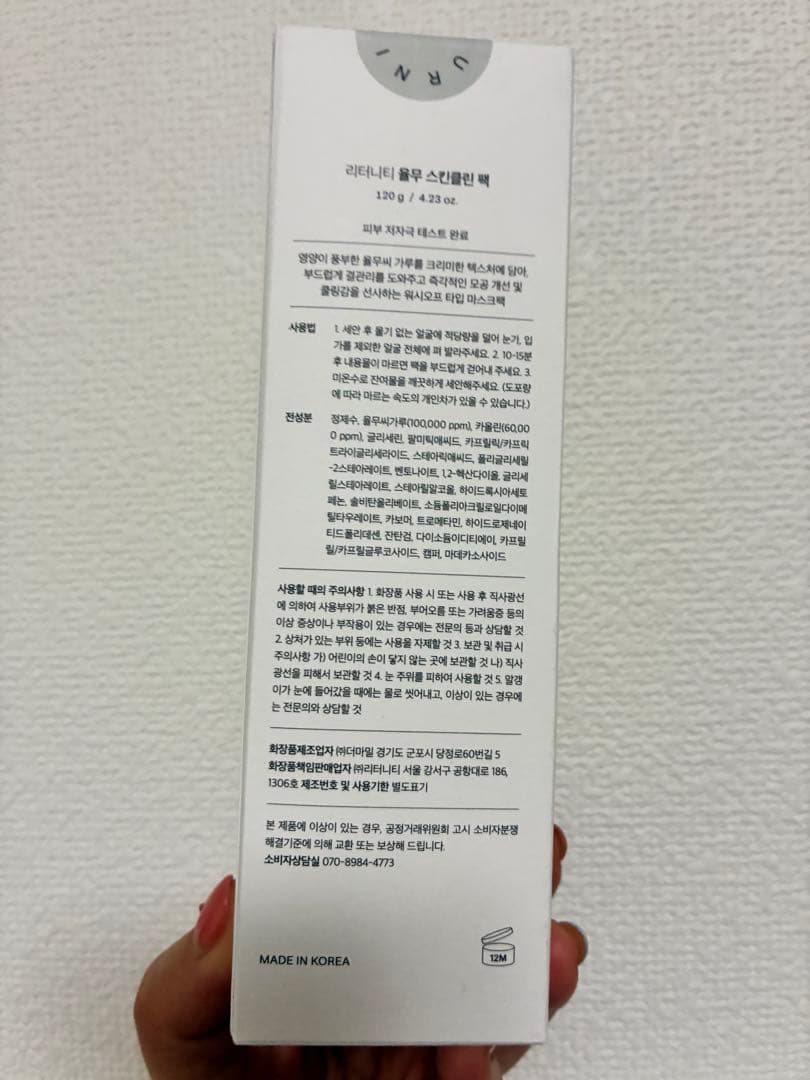 URNI
리터니티 율무 스킨클린 팩
120 g / 4.23 oz.
피부 저자극 테스트 완료
영양이 풍부한 율무씨 가루를 크리미한 텍스처에 담아,
부드럽게 결관리를 도와주고 즉각적인 모공 개선 및
쿨링감을 선사하는 워시오프 타입 마스크팩
사용법 1. 세안 후 물기 없는 얼굴에 적당량을 덜어 눈가, 입
가를 제외한 얼굴 전체에 펴 발라주세요. 2. 10-15분
후 내용물이 마르면 팩을 부드럽게 걷어내 주세요. 3.
미온수로 잔여물을 깨끗하게 세안해주세요. (도포량
에 따라 마르는 속도의 개인차가 있을 수 있습니다.)
전성분 정제수, 율무씨가루(100,000 ppm), 카올린(60,00
0 ppm), 글리세린, 팔미틱애씨드, 카프릴릭/카프릭
트라이글리세라이드, 스테아릭애씨드, 폴리글리세릴
-2스테아레이트, 벤토나이트, 1,2-헥산다이올, 글리세
릴스테아레이트, 스테아릴알코올, 하이드록시아세토
페논, 솔비탄올리베이트, 소듐폴리아크릴로일다이메
틸타우레이트, 카보머, 트로메타민, 하이드로제네이
티드폴리데센, 잔탄검, 다이소듐이디티에이, 카프릴
릴/카프릴글루코사이드, 캠퍼, 마데카소사이드
사용할 때의 주의사항 1. 화장품 사용 시 또는 사용 후 직사광선
에 의하여 사용부위가 붉은 반점, 부어오름 또는 가려움증 등의
이상 증상이나 부작용이 있는 경우에는 전문의 등과 상담할 것
2. 상처가 있는 부위 등에는 사용을 자제할 것 3. 보관 및 취급 시
주의사항 가) 어린이의 손이 닿지 않는 곳에 보관할 것 나) 직사
광선을 피해서 보관할 것 4. 눈 주위를 피하여 사용할 것 5. 알갱
이가 눈에 들어갔을 때에는 물로 씻어내고, 이상이 있는 경우에
는 전문의와 상담할 것
화장품제조업자 ㈜더마밀 경기도 군포시 당정로60번길 5
화장품책임판매업자 ㈜리터니티 서울 강서구 공항대로 186,
1306호 제조번호 및 사용기한 별도표기
본 제품에 이상이 있는 경우, 공정거래위원회 고시 소비자분쟁
해결기준에 의해 교환 또는 보상해 드립니다.
소비자상담실 070-8984-4773
MADE IN KOREA
12M